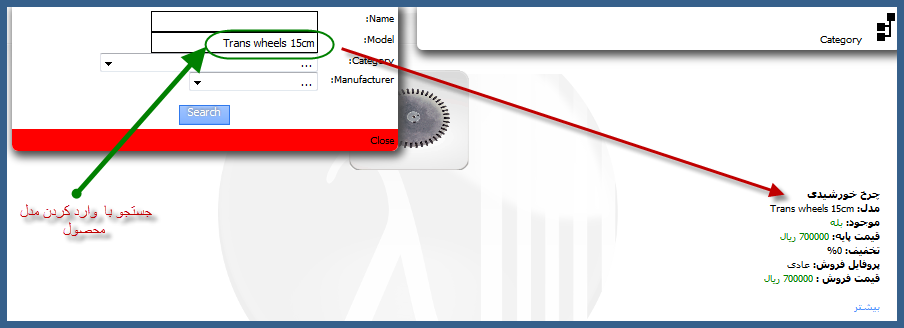 Name:
Model:
Trans wheels 15cm
Category:
...
Manufacturer:
...
Search
Close
Category
جستجو با وارد کردن مدل
محصول
چرخ خورشیدی
مدل: Trans wheels 15cm
موجود: بله
قیمت پایه: 700000 ریال
تخفیف: 0%
پروفایل فروش: عادی
قیمت فروش : 700000 ریال
بیشتر